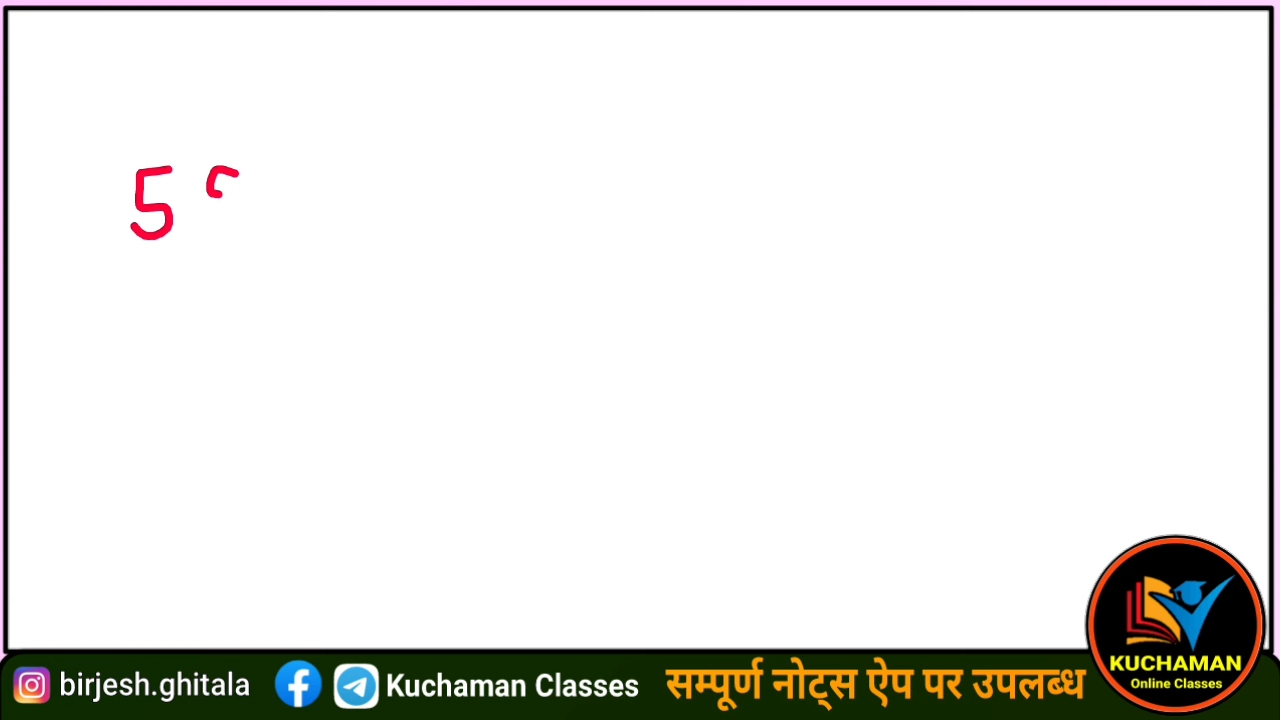 5
birjesh.ghitala
Kuchaman Classes
सम्पूर्ण नोट्स ऐप पर उपलब्ध
KUCHAMAN
Online Classes